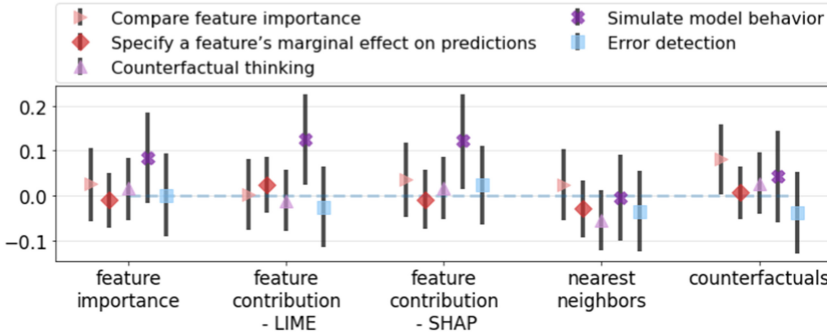 Compare feature importance
Specify a feature's marginal effect on predictions
Counterfactual thinking
Simulate model behavior
Error detection
0.2
0.1
0.0
−0.1
feature
importance
feature
contribution
- LIME
feature
contribution
- SHAP
nearest
neighbors
counterfactuals